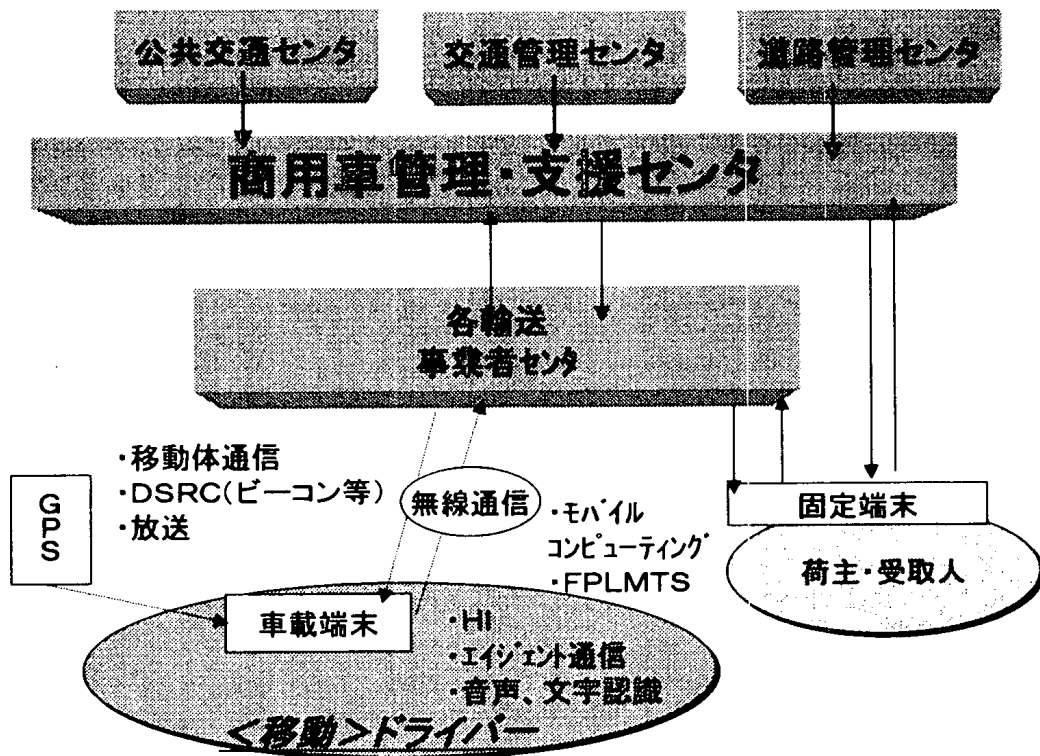 公共交通センタ
交通管理センタ
道路管理センタ
商用車管理・支援センタ
各輸送
事業者センタ
・移動体通信
・DSRC(ビーコン等)
・放送
GPS
無線通信
・モバイル
コンピューティング
・FPLMTS
固定端末
荷主・受取人
車載端末
・HI
・エイジェント通信
・音声、文字認識
＜移動＞ドライバー